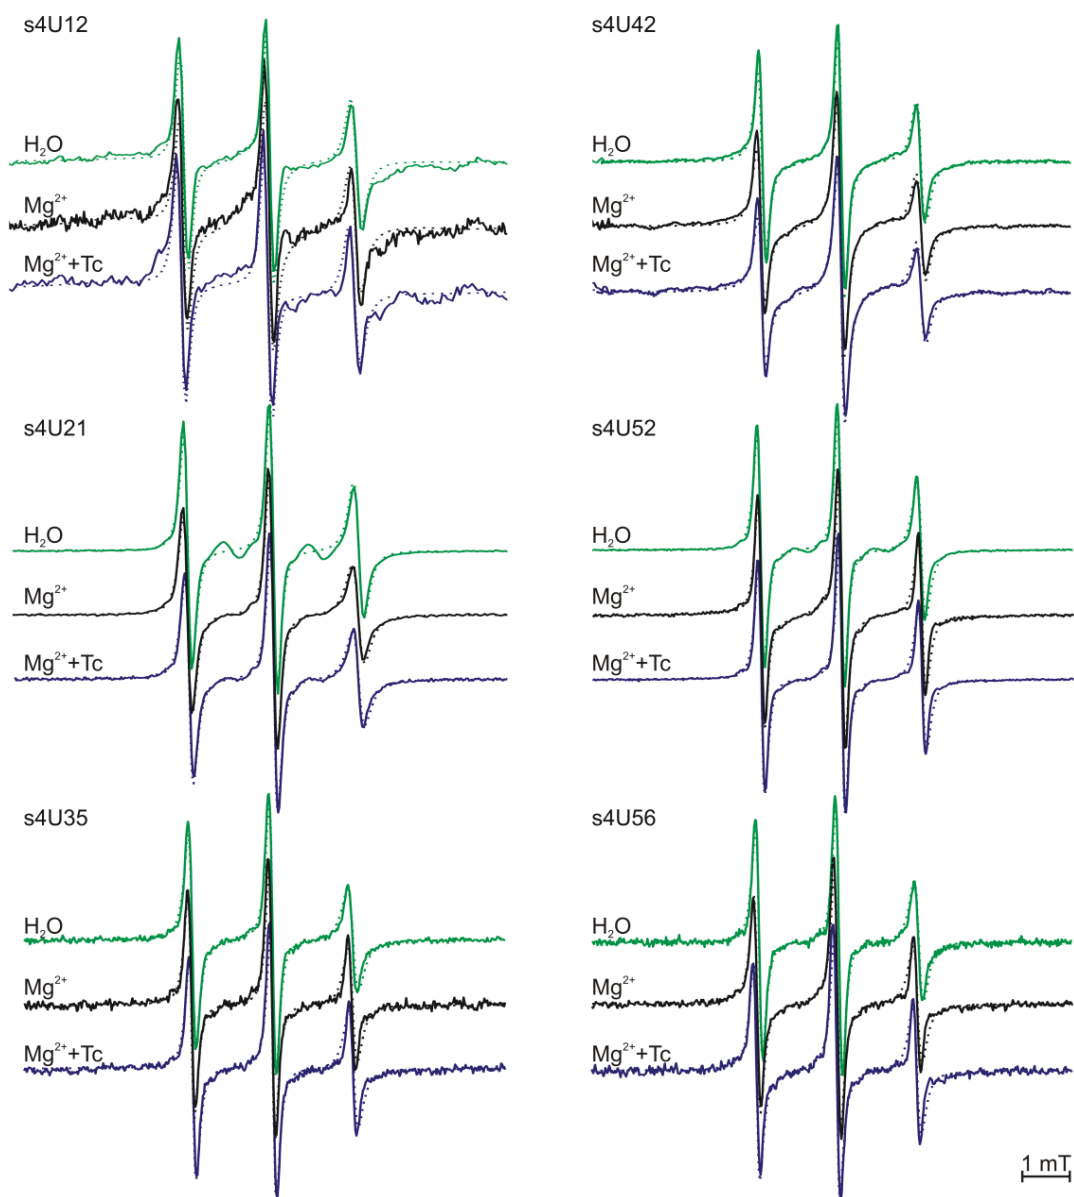 s4U12
H₂O
Mg²⁺
Mg²⁺+Tc
s4U42
H₂O
Mg²⁺
Mg²⁺+Tc
s4U21
H₂O
Mg²⁺
Mg²⁺+Tc
s4U52
H₂O
Mg²⁺
Mg²⁺+Tc
s4U35
H₂O
Mg²⁺
Mg²⁺+Tc
s4U56
H₂O
Mg²⁺
Mg²⁺+Tc
1 mT